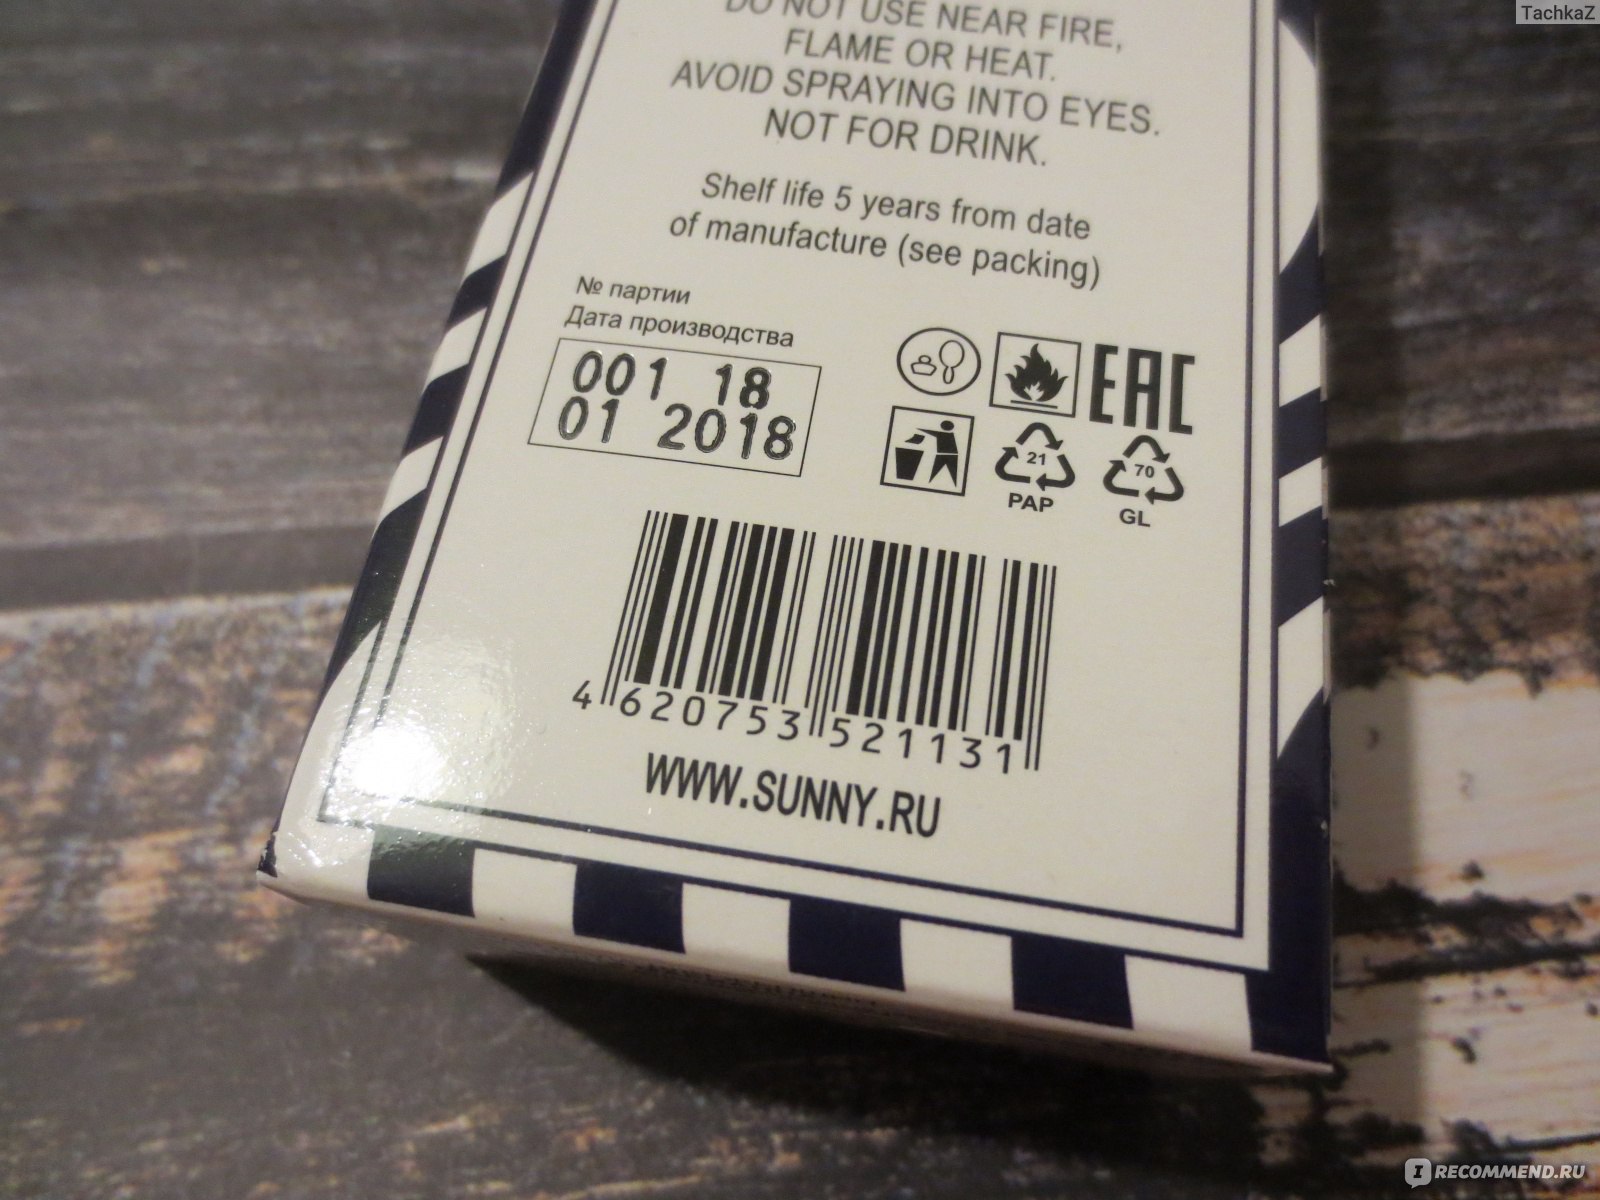 TachkaZ
DO NOT USE NEAR FIRE,
FLAME OR HEAT.
AVOID SPRAYING INTO EYES.
NOT FOR DRINK.
Shelf life 5 years from date
of manufacture (see packing)
№ партии
Дата производства
001 18
01 2018
EAC
21
PAP
70
GL
4 620753 521131
WWW.SUNNY.RU
IRECOMMEND.RU